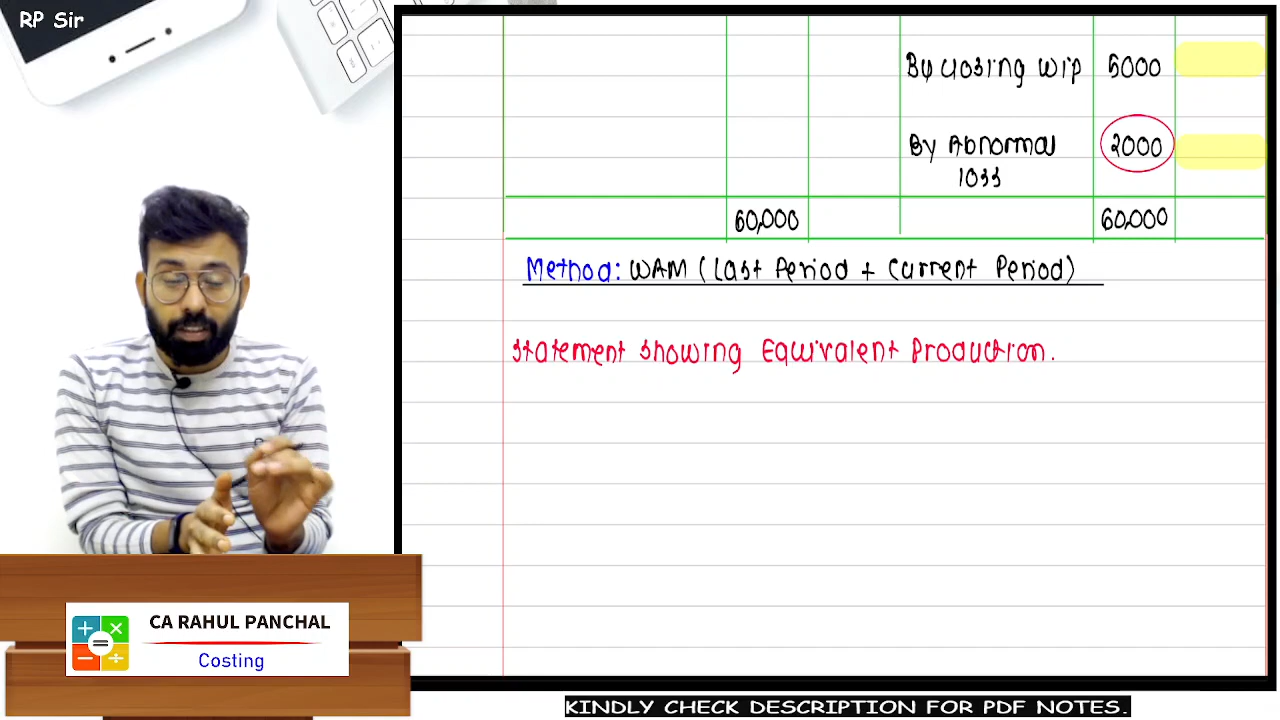 RP Sir
By closing WIP 5000
By Abnormal 2000
loss
60,000 60,000
Method: WAM (Last Period + Current Period)
Statement Showing Equivalent Production.
CA RAHUL PANCHAL
Costing
KINDLY CHECK DESCRIPTION FOR PDF NOTES.